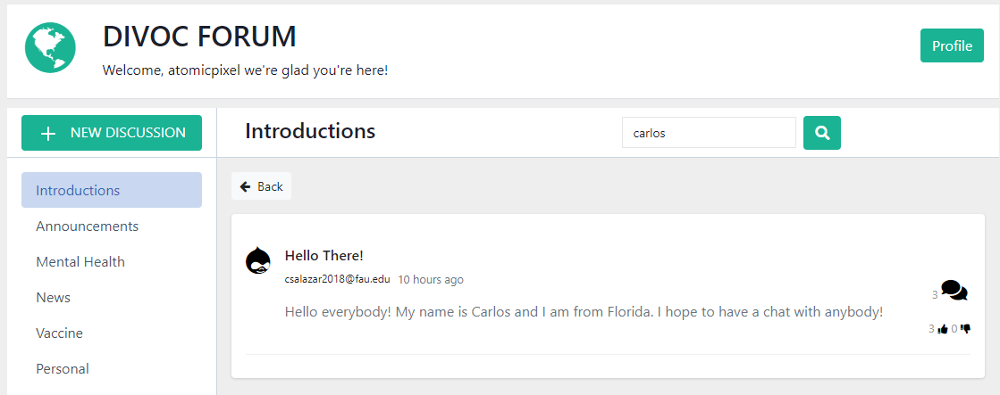 DIVOC FORUM
Welcome, atomicpixel we're glad you're here!
Profile
NEW DISCUSSION
Introductions
carlos
Introductions
Announcements
Mental Health
News
Vaccine
Personal
Back
Hello There!
csalazar2018@fau.edu 10 hours ago
3
Hello everybody! My name is Carlos and I am from Florida. I hope to have a chat with anybody!
3 0